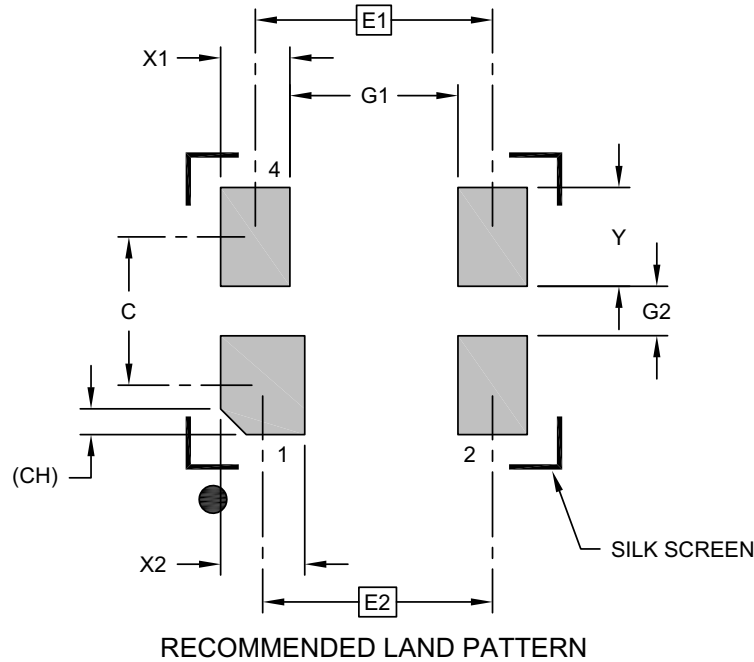 E1
X1
G1
4
Y
C
G2
(CH)
1
2
SILK SCREEN
X2
E2
RECOMMENDED LAND PATTERN